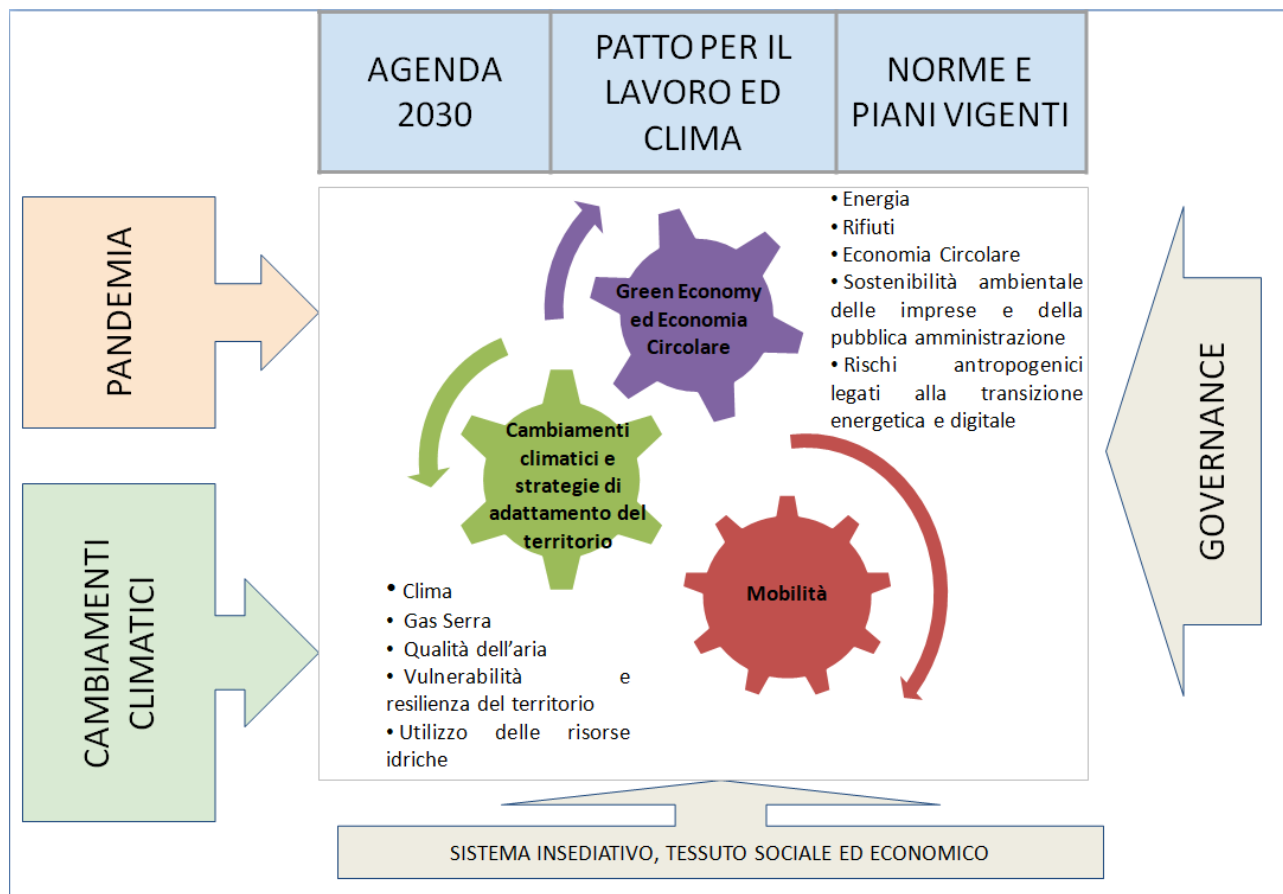 AGENDA
2030
PATTO PER IL
LAVORO ED
CLIMA
NORME E
PIANI VIGENTI
PANDEMIA
CAMBIAMENTI
CLIMATICI
Green Economy
ed Economia
Circolare
• Energia
• Rifiuti
• Economia Circolare
• Sostenibilità ambientale
delle imprese e della
pubblica amministrazione
• Rischi antropogenici
legati alla transizione
energetica e digitale
Cambiamenti
climatici e
strategie di
adattamento del
territorio
Mobilità
• Clima
• Gas Serra
• Qualità dell’aria
• Vulnerabilità e
resilienza del territorio
• Utilizzo delle risorse
idriche
GOVERNANCE
SISTEMA INSEDIATIVO, TESSUTO SOCIALE ED ECONOMICO